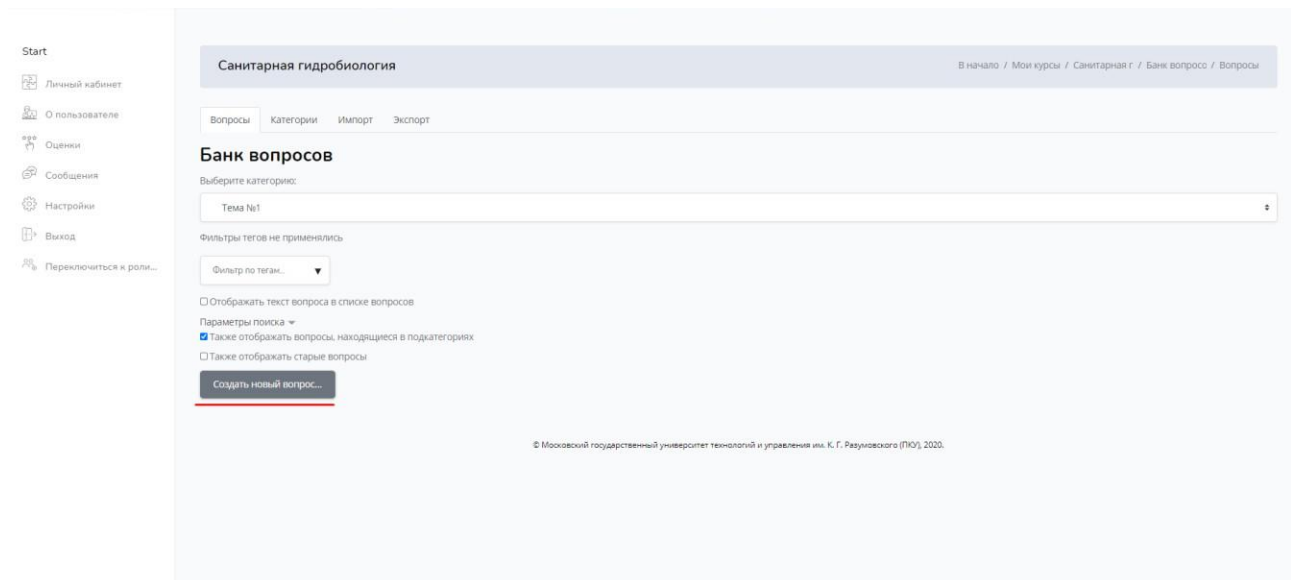 Start
Личный кабинет
О пользователе
Оценки
Сообщения
Настройки
Выход
Переключиться к роли...
Санитарная гидробиология
В начало / Мои курсы / Санитарная г / Банк вопросо / Вопросы
Вопросы Категории Импорт Экспорт
Банк вопросов
Выберите категорию:
Тема №1
Фильтры тегов не применялись
Фильтр по тегам.. ▼
Отображать текст вопроса в списке вопросов
Параметры поиска
Также отображать вопросы, находящиеся в подкатегориях
Также отображать старые вопросы
Создать новый вопрос...
© Московский государственный университет технологий и управления им. К. Г. Разумовского (ПКУ), 2020.